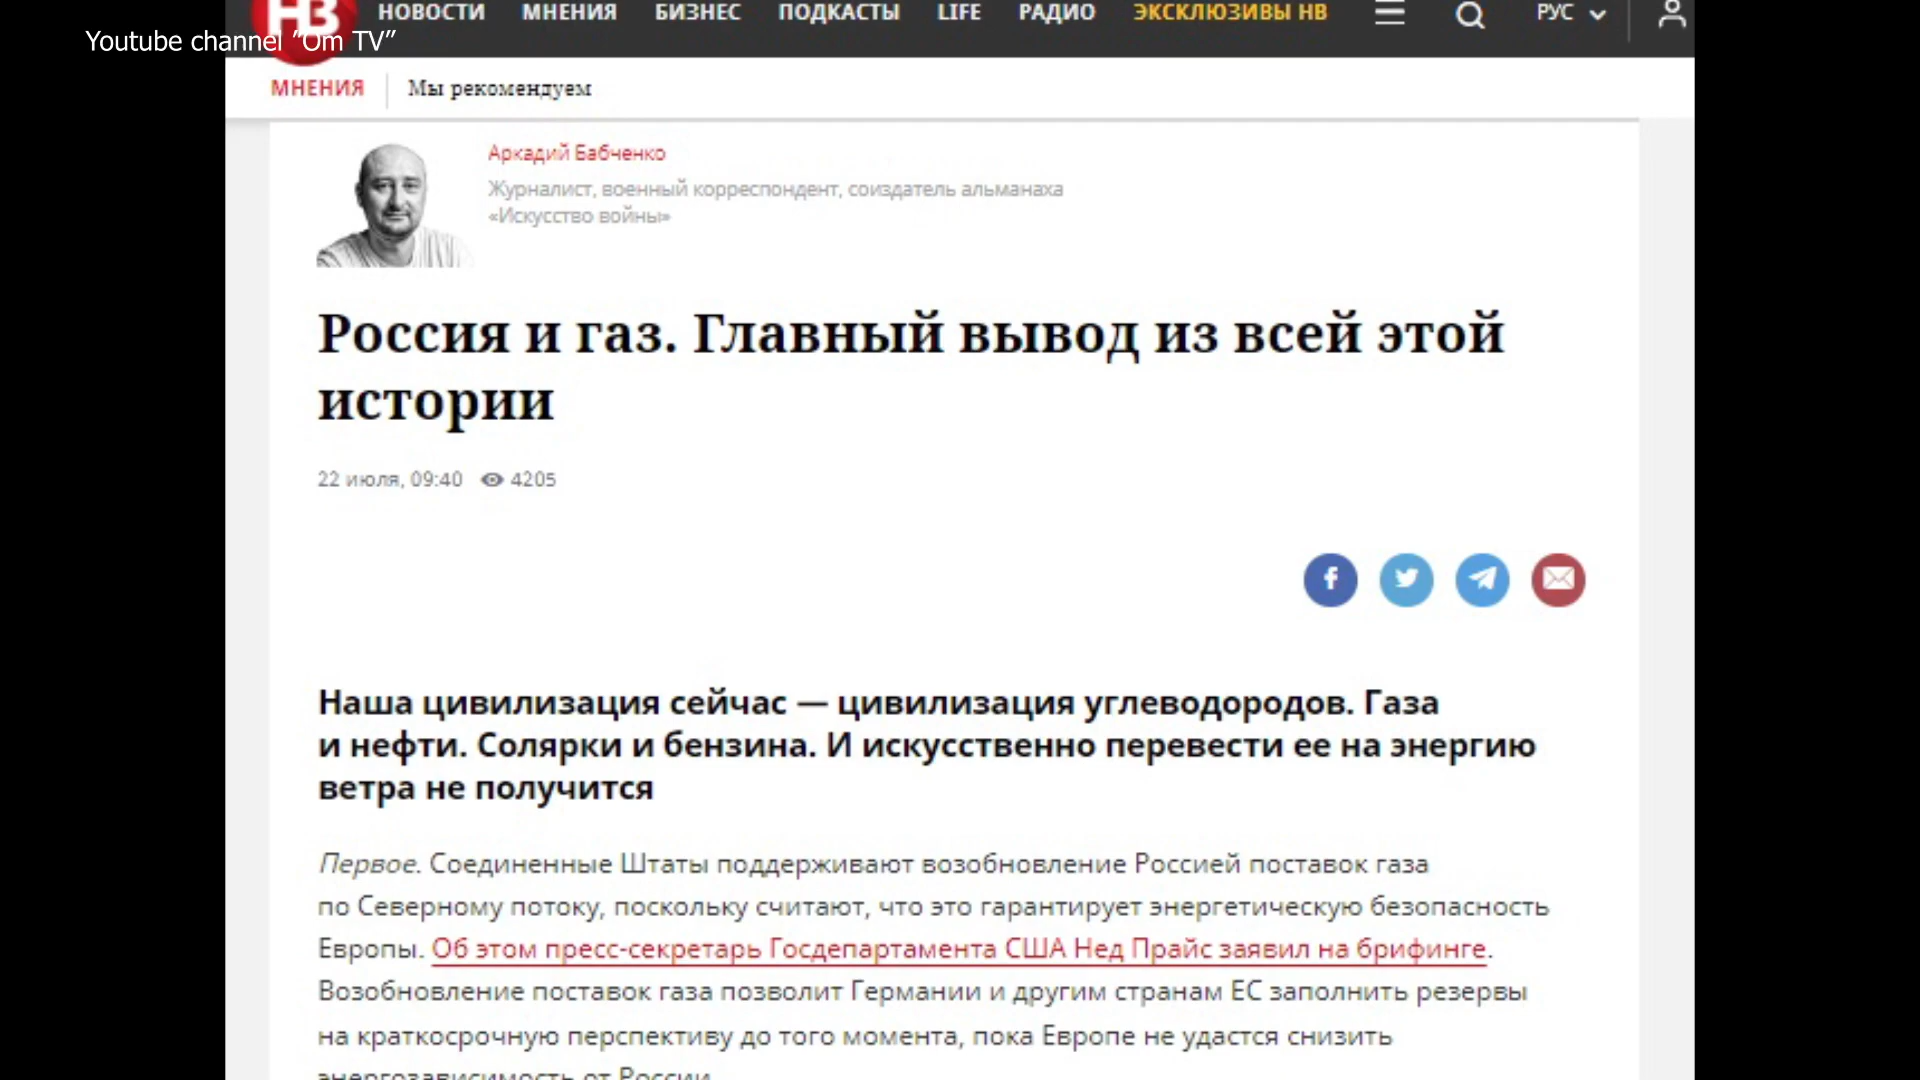 НВ НОВОСТИ МНЕНИЯ БИЗНЕС ПОДКАСТЫ LIFE РАДИО ЭКСКЛЮЗИВЫ НВ РУС
Youtube channel "Om TV"
МНЕНИЯ Мы рекомендуем
Аркадий Бабченко
Журналист, военный корреспондент, соиздатель альманаха
«Искусство войны»
Россия и газ. Главный вывод из всей этой
истории
22 июля, 09:40 4205
Наша цивилизация сейчас — цивилизация углеводородов. Газа
и нефти. Солярки и бензина. И искусственно перевести ее на энергию
ветра не получится
Первое. Соединенные Штаты поддерживают возобновление Россией поставок газа
по Северному потоку, поскольку считают, что это гарантирует энергетическую безопасность
Европы. Об этом пресс-секретарь Госдепартамента США Нед Прайс заявил на брифинге.
Возобновление поставок газа позволит Германии и другим странам ЕС заполнить резервы
на краткосрочную перспективу до того момента, пока Европе не удастся снизить
энергозависимость от России.